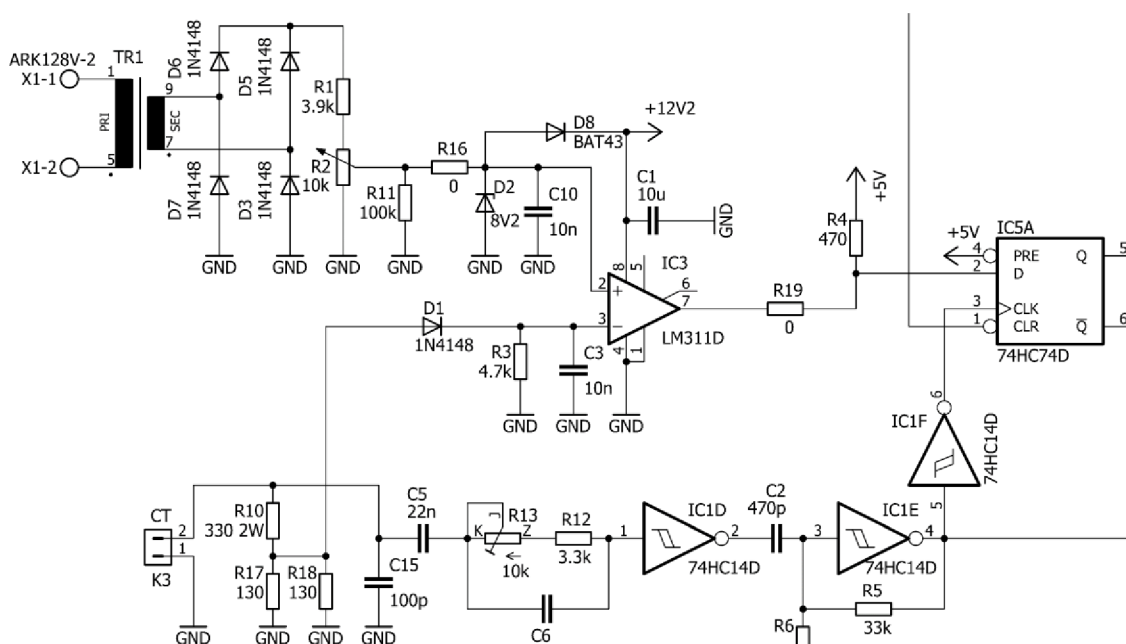 ARK128V-2
TR1
X1-1
1
PRI
SEC
9
7
5
X1-2
D6
1N4148
D5
1N4148
D7
1N4148
D3
1N4148
R1
3.9k
R2
10k
R11
100k
R16
0
D2
8V2
C10
10n
D8
BAT43
+12V2
C1
10u
GND
GND
GND
GND
GND
GND
GND
8
5
IC3
2
+
6
7
3
−
4
1
LM311D
R19
0
+5V
R4
470
IC5A
+5V
4
PRE
Q
5
2
D
3
CLK
1
CLR
Q
6
74HC74D
D1
1N4148
R3
4.7k
C3
10n
GND
GND
GND
6
IC1F
74HC14D
5
CT
2
1
K3
R10
330 2W
R17
130
R18
130
C15
100p
C5
22n
K
R13
Z
10k
R12
3.3k
C6
1
IC1D
2
74HC14D
C2
470p
3
IC1E
4
74HC14D
R5
33k
R6
GND
GND
GND
GND